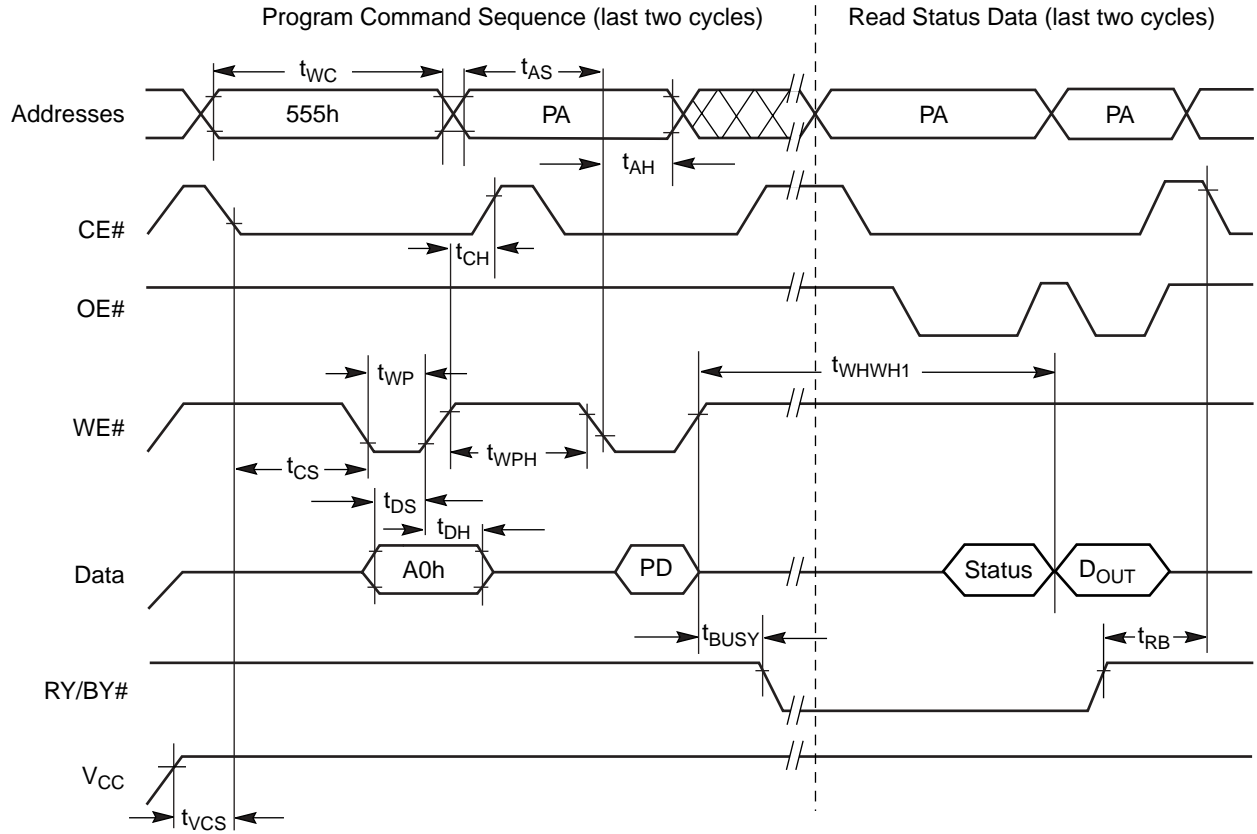 Program Command Sequence (last two cycles) Read Status Data (last two cycles)
tWC tAS
Addresses 555h PA PA PA
tAH
CE#
tCH
OE#
tWP tWHWH1
WE#
tCS tWPH
tDS
tDH
Data A0h PD Status DOUT
tBUSY tRB
RY/BY#
VCC
tVCS